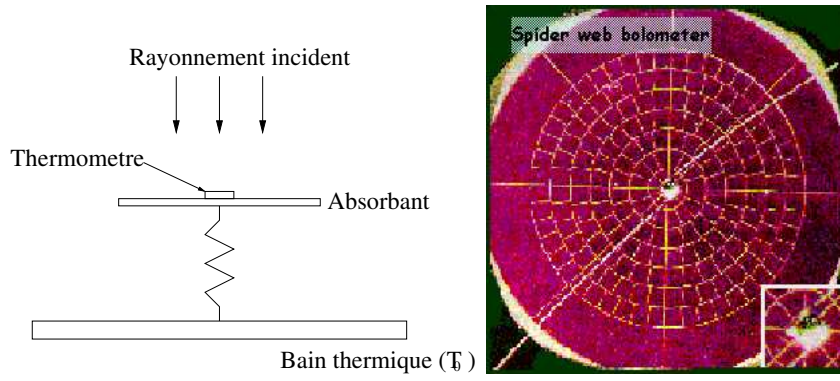 Rayonnement incident
Thermometre
Absorbant
Bain thermique (T₀ )
Spider web bolometer